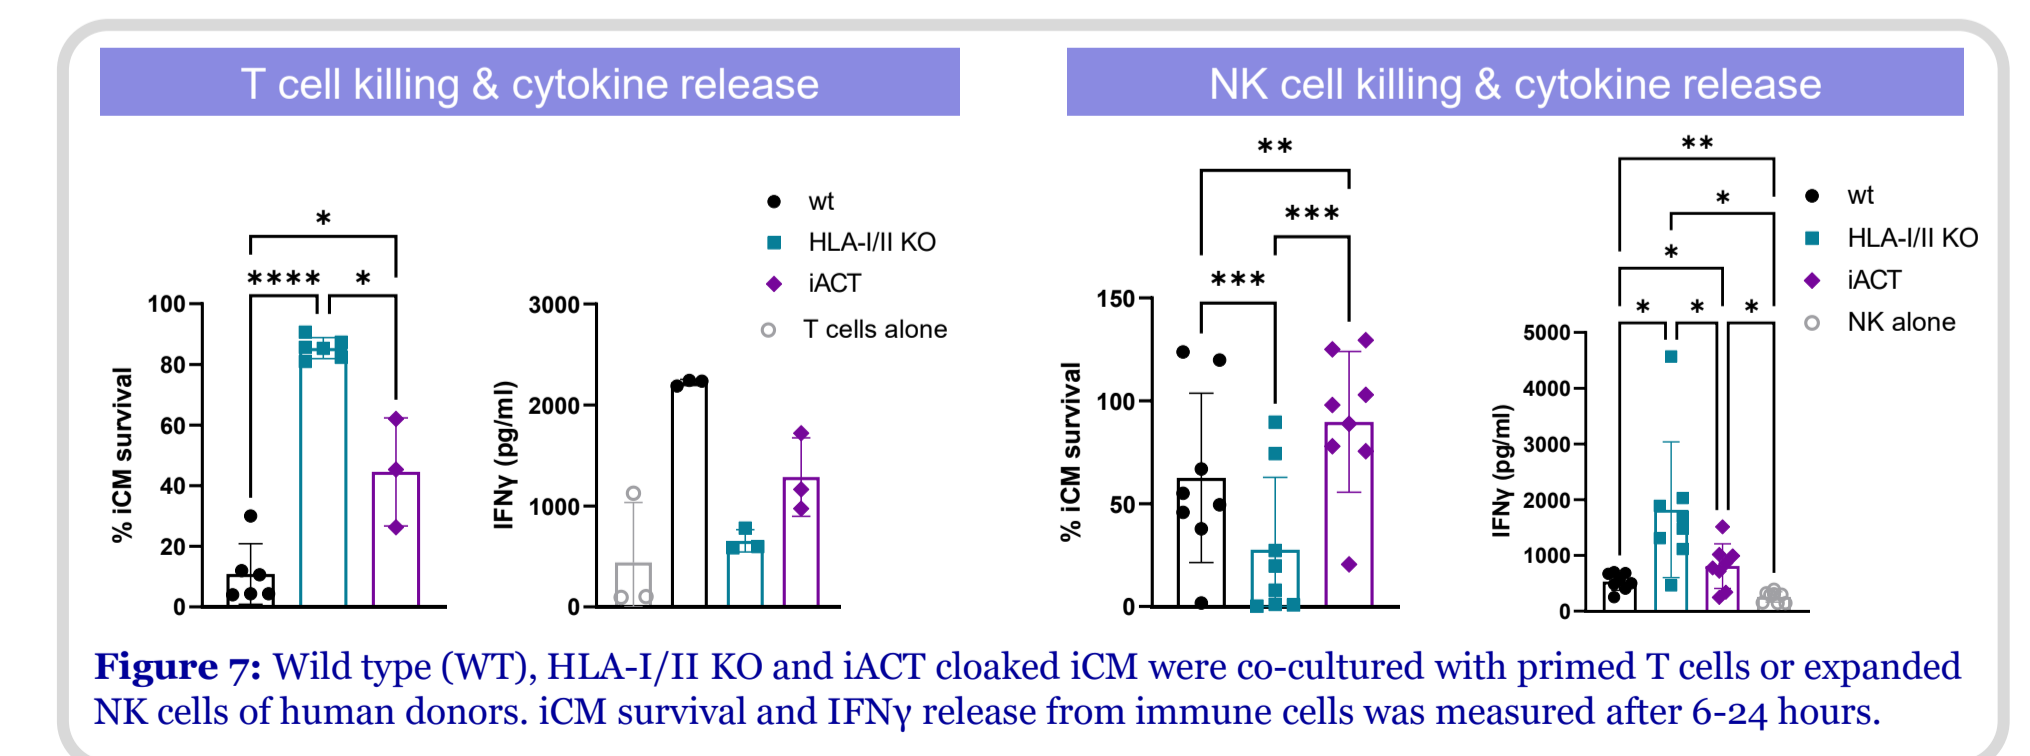 T cell killing & cytokine release
*
**** *
100
80
60
40
20
0
% iCM survival
3000
2000
1000
0
IFNγ (pg/ml)
wt
HLA-I/II KO
iACT
T cells alone
NK cell killing & cytokine release
**
***
***
150
100
50
0
% iCM survival
**
*
*
* * *
5000
4000
3000
2000
1000
0
IFNγ (pg/ml)
wt
HLA-I/II KO
iACT
NK alone
Figure 7: Wild type (WT), HLA-I/II KO and iACT cloaked iCM were co-cultured with primed T cells or expanded
NK cells of human donors. iCM survival and IFNγ release from immune cells was measured after 6-24 hours.